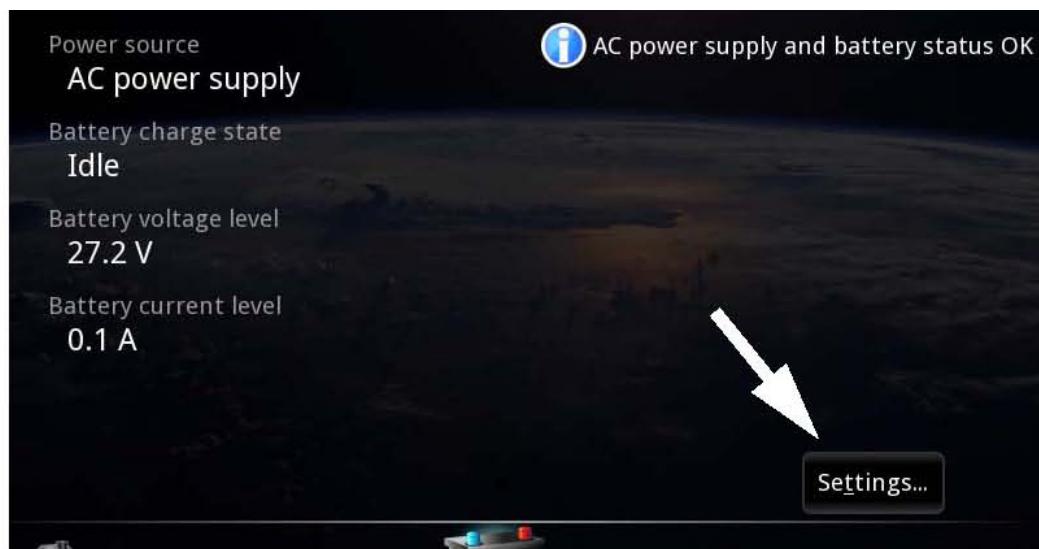 Power source
AC power supply and battery status OK
AC power supply
Battery charge state
Idle
Battery voltage level
27.2 V
Battery current level
0.1 A
Settings...